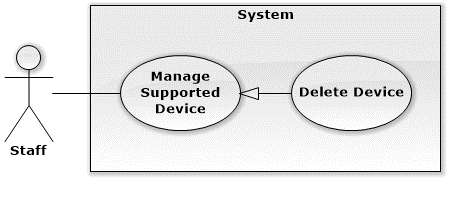 System
Manage
Supported
Device
Delete Device
Staff